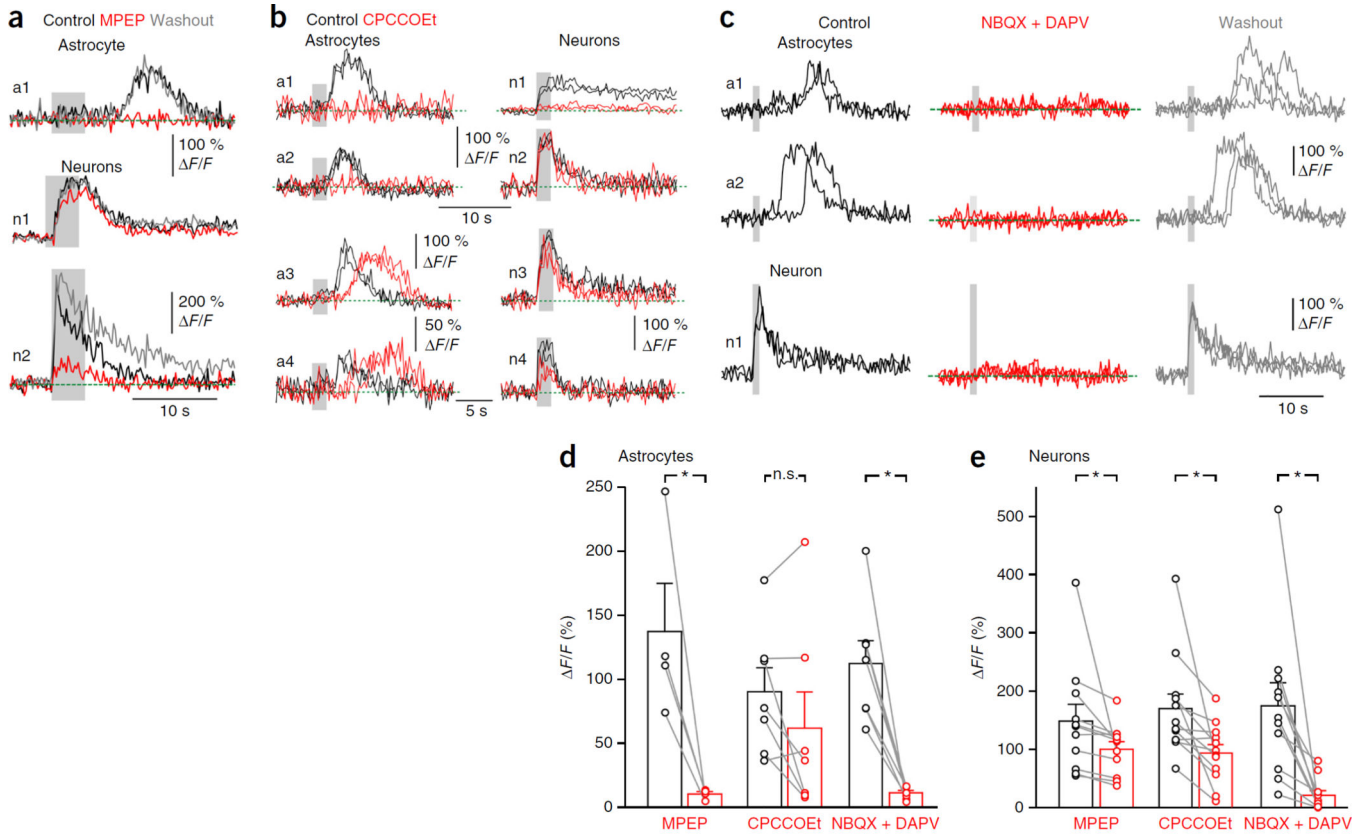 a
Control MPEP Washout
Astrocyte
a1
100 %
ΔF/F
Neurons
n1
200 %
ΔF/F
n2
10 s
b
Control CPCCOEt
Astrocytes
Neurons
a1
n1
100 %
ΔF/F
a2
n2
10 s
100 %
ΔF/F
a3
n3
50 %
ΔF/F
100 %
ΔF/F
a4
n4
5 s
c
Control
NBQX + DAPV
Washout
Astrocytes
a1
100 %
ΔF/F
a2
Neuron
100 %
ΔF/F
n1
10 s
d
Astrocytes
* n.s. *
250
200
150
100
50
0
ΔF/F (%)
MPEP CPCCOEt NBQX + DAPV
e
Neurons
* * *
500
400
300
200
100
0
ΔF/F (%)
MPEP CPCCOEt NBQX + DAPV